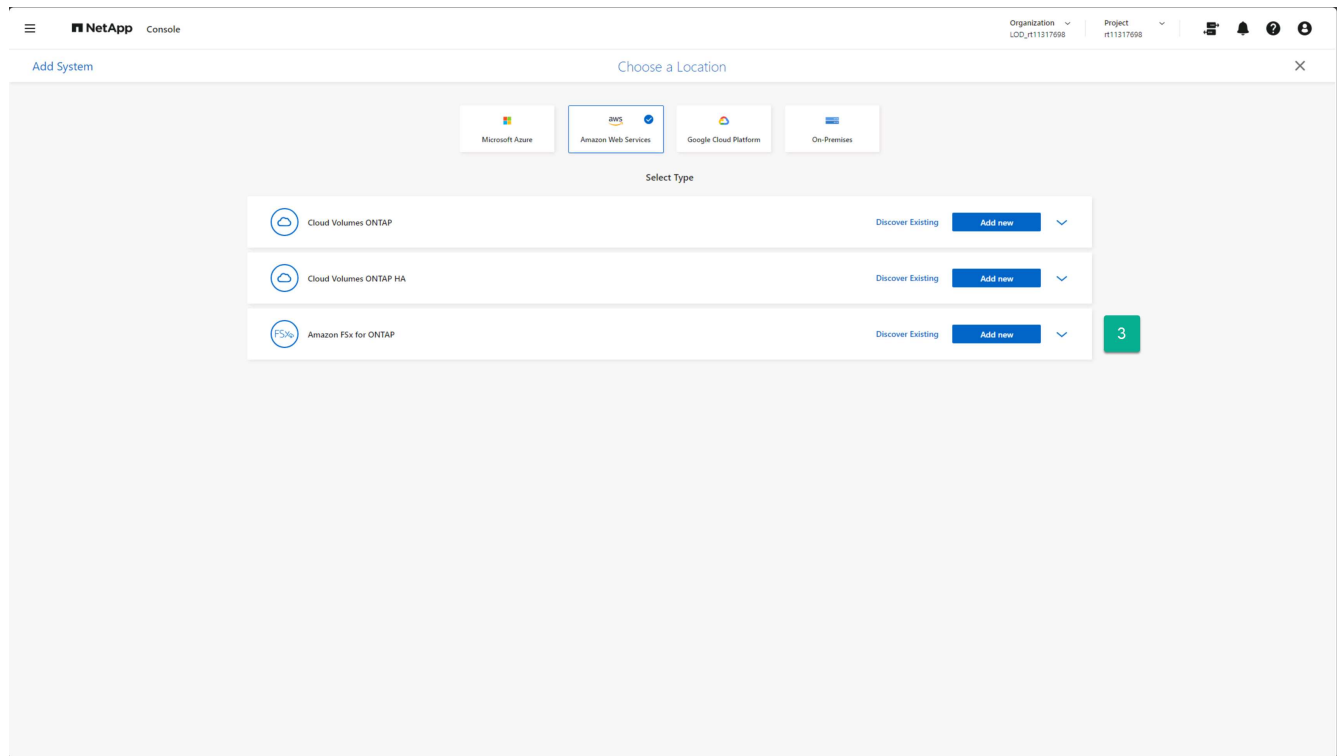 NetApp Console
Organization
LOD_rt11317698
Project
rt11317698
Add System
Choose a Location
Microsoft Azure
aws
Amazon Web Services
Google Cloud Platform
On-Premises
Select Type
Cloud Volumes ONTAP Discover Existing Add new
Cloud Volumes ONTAP HA Discover Existing Add new
FSx Amazon FSx for ONTAP Discover Existing Add new 3